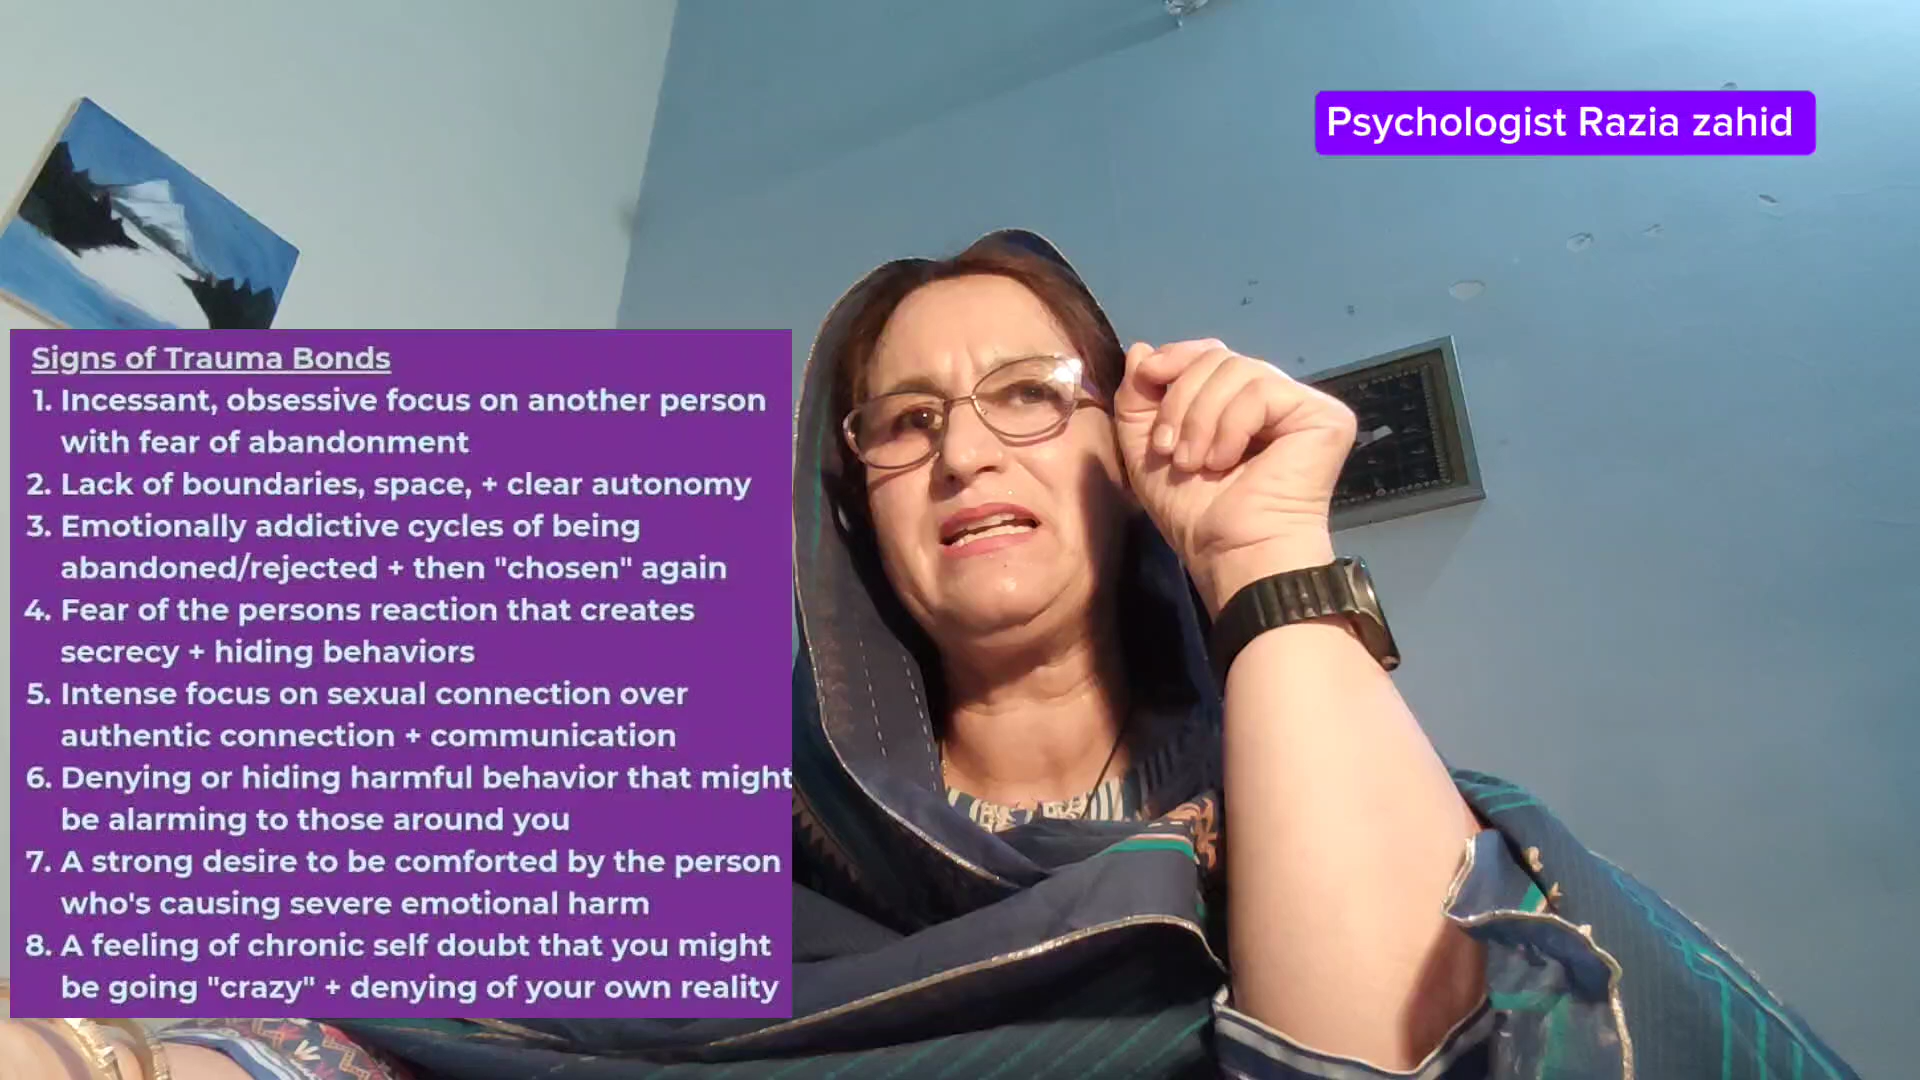 Psychologist Razia zahid
Signs of Trauma Bonds
1. Incessant, obsessive focus on another person
with fear of abandonment
2. Lack of boundaries, space, + clear autonomy
3. Emotionally addictive cycles of being
abandoned/rejected + then "chosen" again
4. Fear of the persons reaction that creates
secrecy + hiding behaviors
5. Intense focus on sexual connection over
authentic connection + communication
6. Denying or hiding harmful behavior that might
be alarming to those around you
7. A strong desire to be comforted by the person
who's causing severe emotional harm
8. A feeling of chronic self doubt that you might
be going "crazy" + denying of your own reality